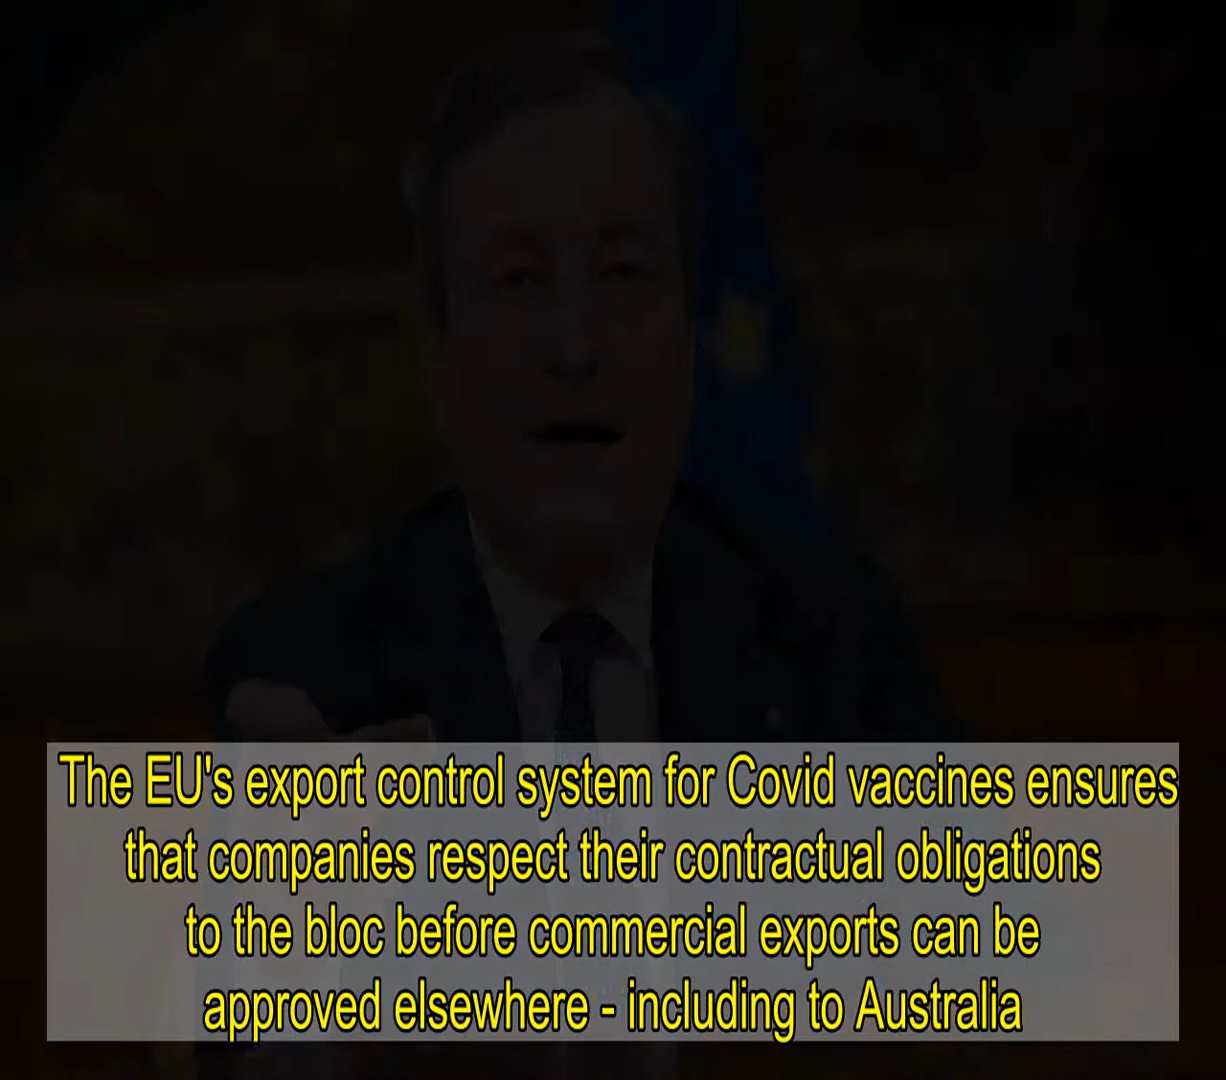 The EU's export control system for Covid vaccines ensures
that companies respect their contractual obligations
to the bloc before commercial exports can be
approved elsewhere - including to Australia